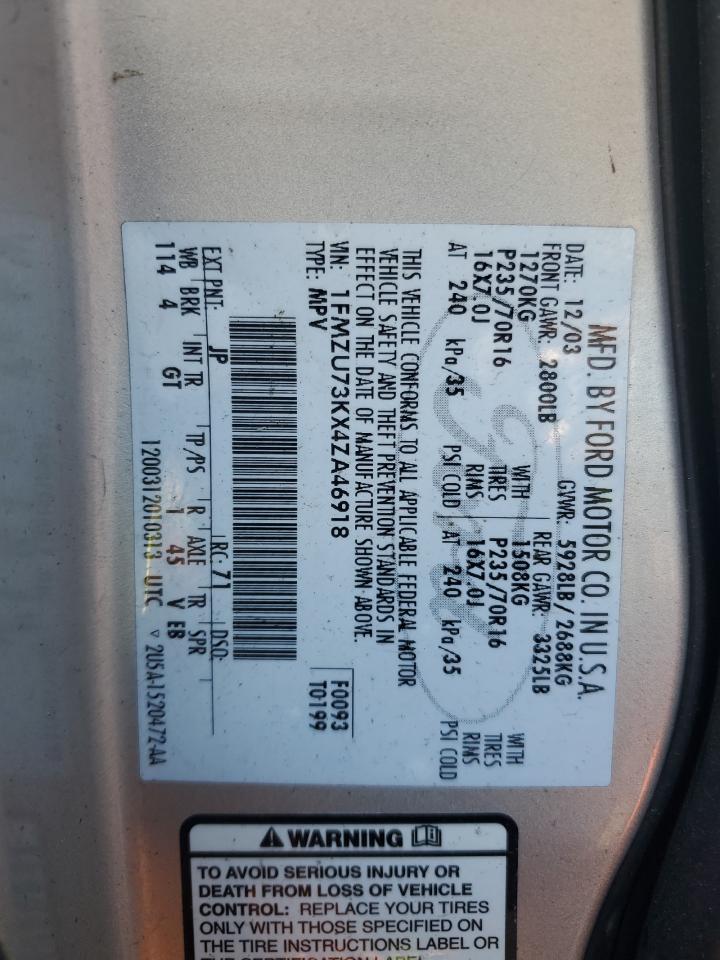 MFD. BY FORD MOTOR CO. IN U.S.A.
DATE: 12/03 GVWR: 5928LB/2688KG
FRONT GAWR: 2800LB REAR GAWR: 3325LB
1270KG WITH 1508KG WITH
P235/70R16 TIRES P235/70R16 TIRES
16X7.0J RIMS 16X7.0J RIMS
AT 240 kPa/35 PSI COLD AT 240 kPa/35 PSI COLD
THIS VEHICLE CONFORMS TO ALL APPLICABLE FEDERAL MOTOR
VEHICLE SAFETY AND THEFT PREVENTION STANDARDS IN
EFFECT ON THE DATE OF MANUFACTURE SHOWN ABOVE.
VIN: 1FMZU73KX4ZA46918 F0093
TYPE: MPV T0199
EXT PNT: JP RC: 71 DSO:
WB BRK INT TR TP/PS R AXLE TR SPR
114 4 GT 1 45 V EB
1200312010313 UTC ▽ 2U5A-1520472-AA
Ford
WARNING
TO AVOID SERIOUS INJURY OR
DEATH FROM LOSS OF VEHICLE
CONTROL: REPLACE YOUR TIRES
ONLY WITH THOSE SPECIFIED ON
THE TIRE INSTRUCTIONS LABEL OR
THE CERTIFICATION LABEL